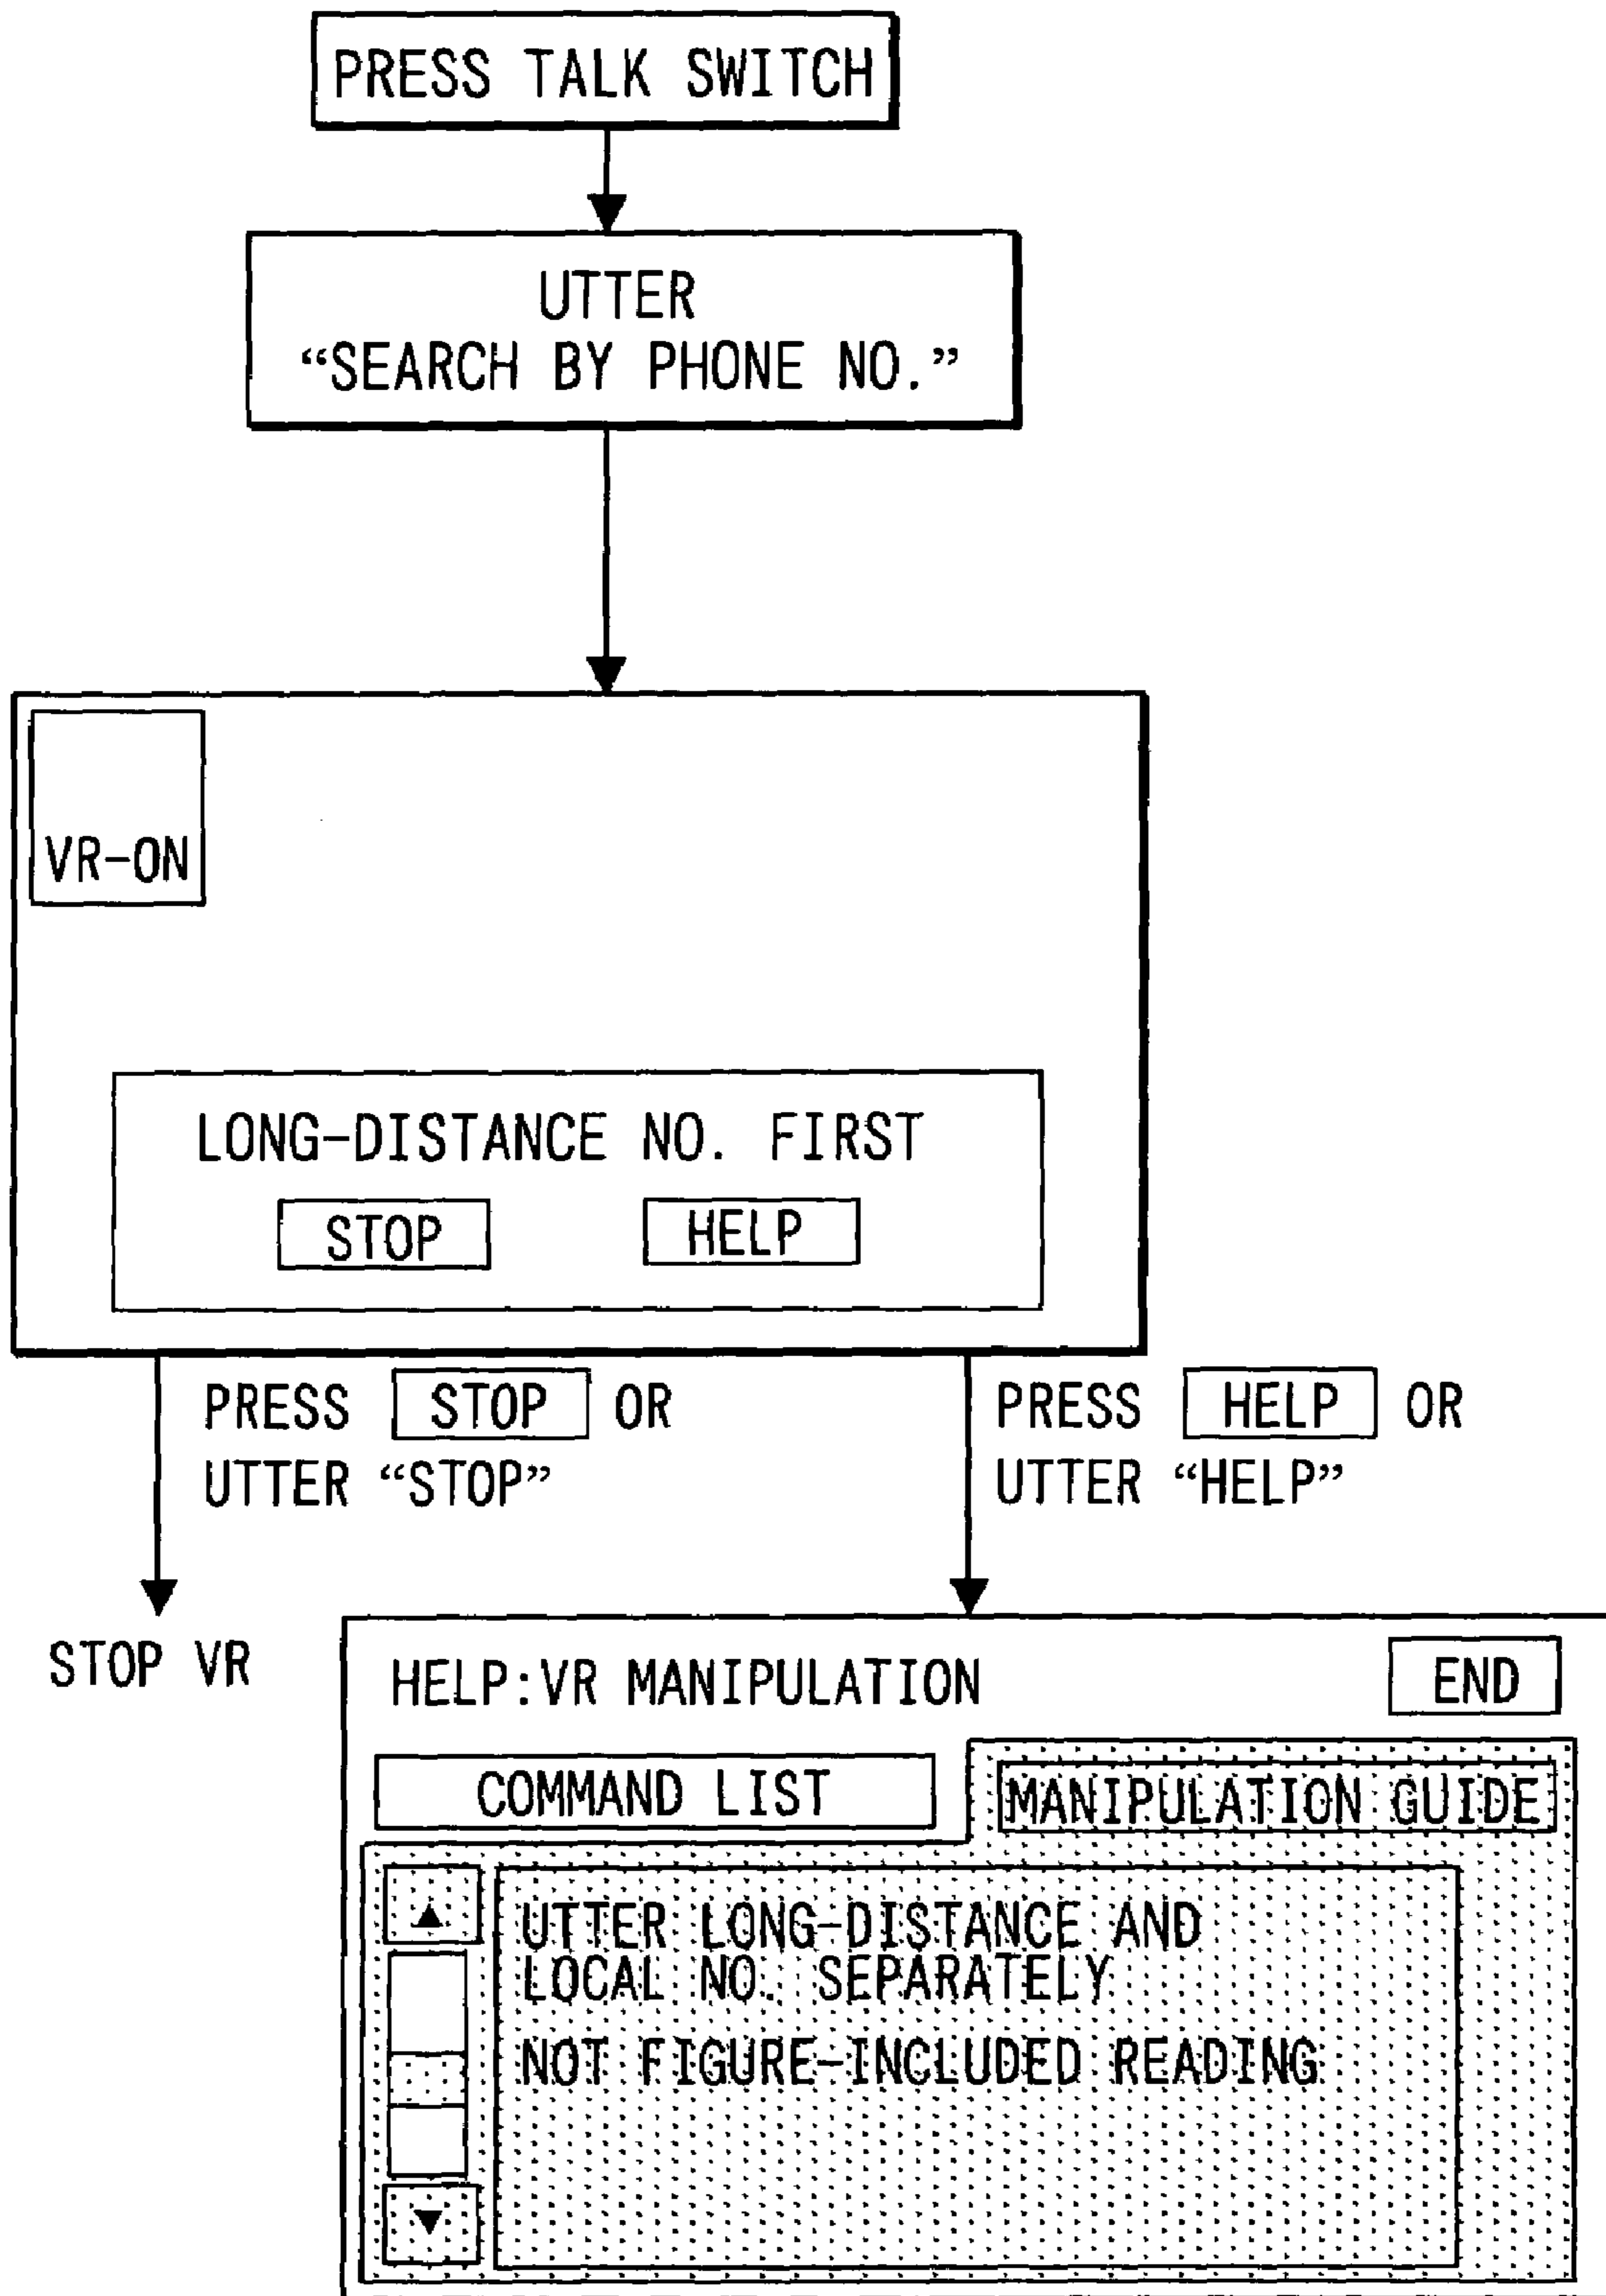 PRESS TALK SWITCH
UTTER
“SEARCH BY PHONE NO.”
VR-ON
LONG-DISTANCE NO. FIRST
STOP HELP
PRESS STOP OR
UTTER “STOP”
PRESS HELP OR
UTTER “HELP”
STOP VR
HELP:VR MANIPULATION END
COMMAND LIST MANIPULATION GUIDE
UTTER LONG-DISTANCE AND
LOCAL NO. SEPARATELY
NOT FIGURE-INCLUDED READING